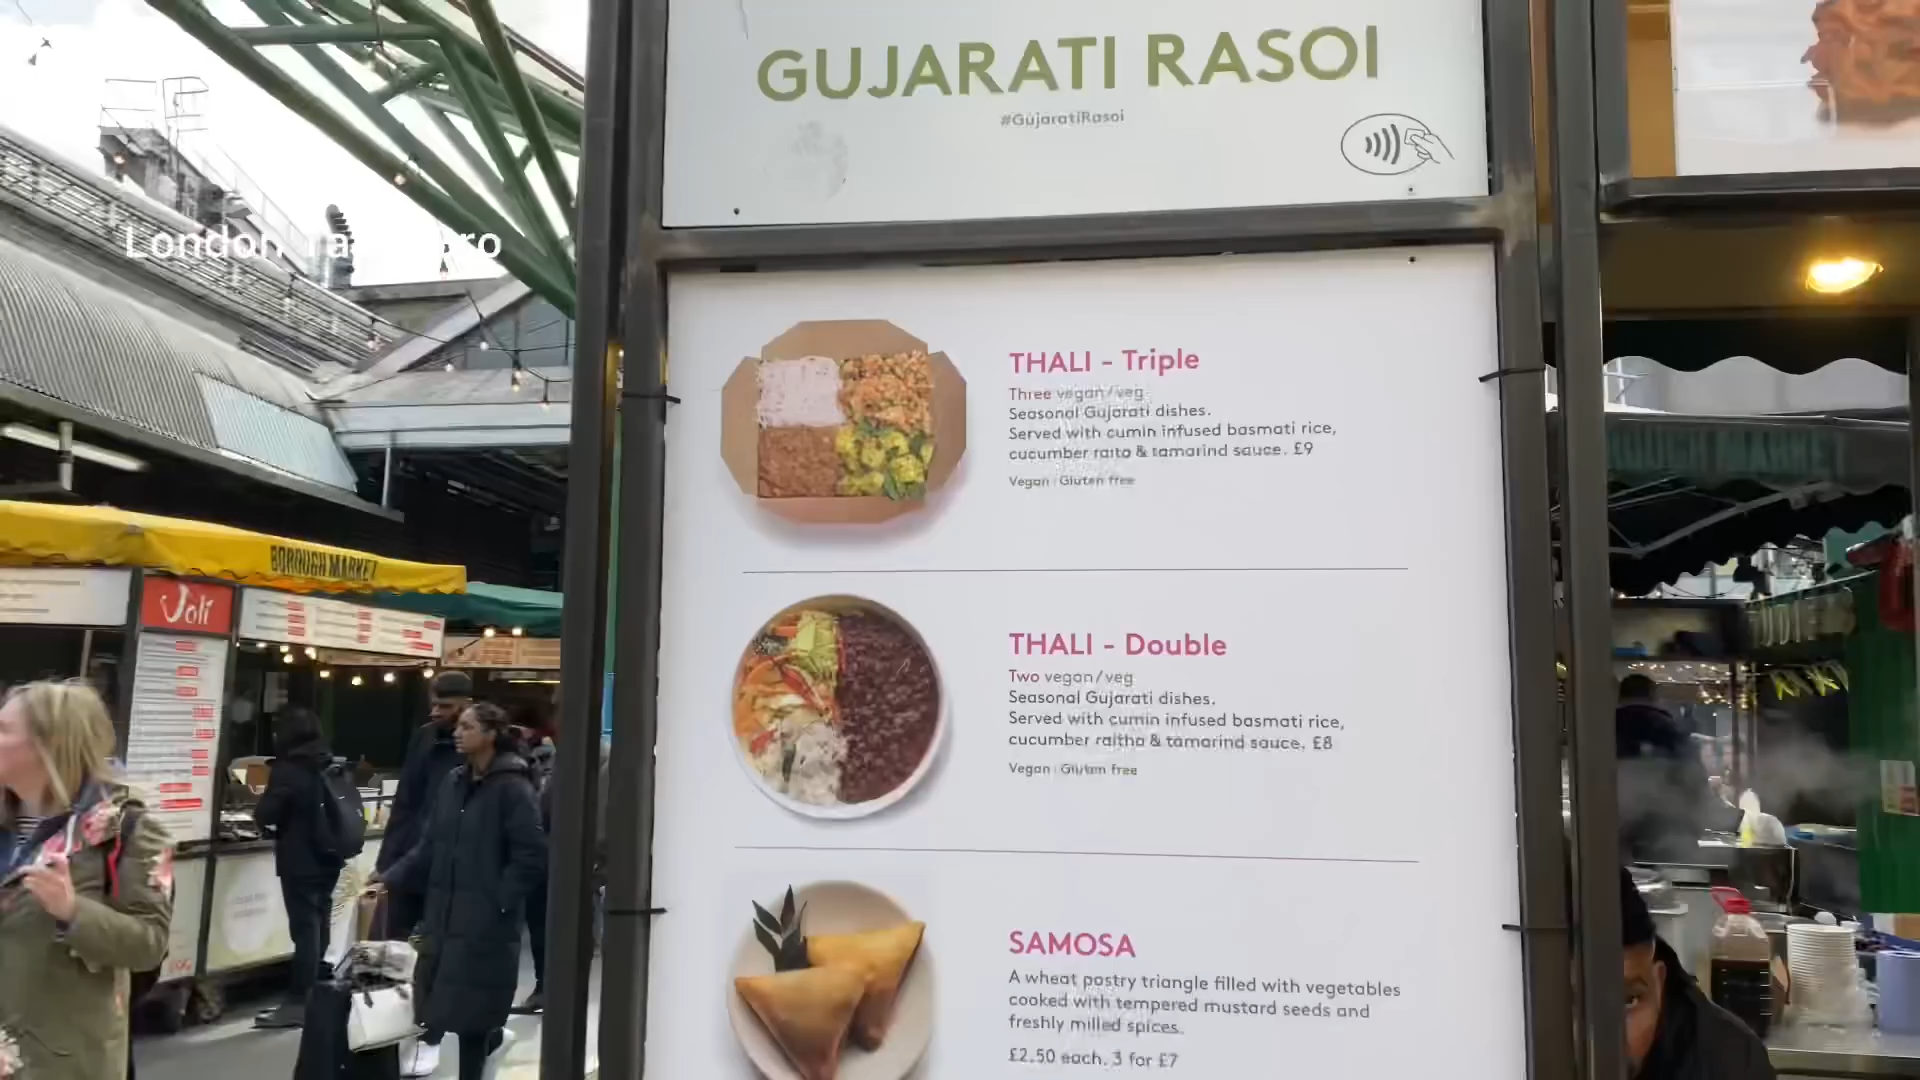 GUJARATI RASOI
#GujaratiRasoi
London
THALI - Triple
Three vegan/veg
Seasonal Gujarati dishes.
Served with cumin infused basmati rice,
cucumber raita & tamarind sauce. £9
Vegan | Gluten free
BOROUGH MARKET
Joli
THALI - Double
Two vegan/veg
Seasonal Gujarati dishes.
Served with cumin infused basmati rice,
cucumber raitha & tamarind sauce. £8
Vegan | Gluten free
SAMOSA
A wheat pastry triangle filled with vegetables
cooked with tempered mustard seeds and
freshly milled spices.
£2.50 each. 3 for £7
BOROUGH MARKET